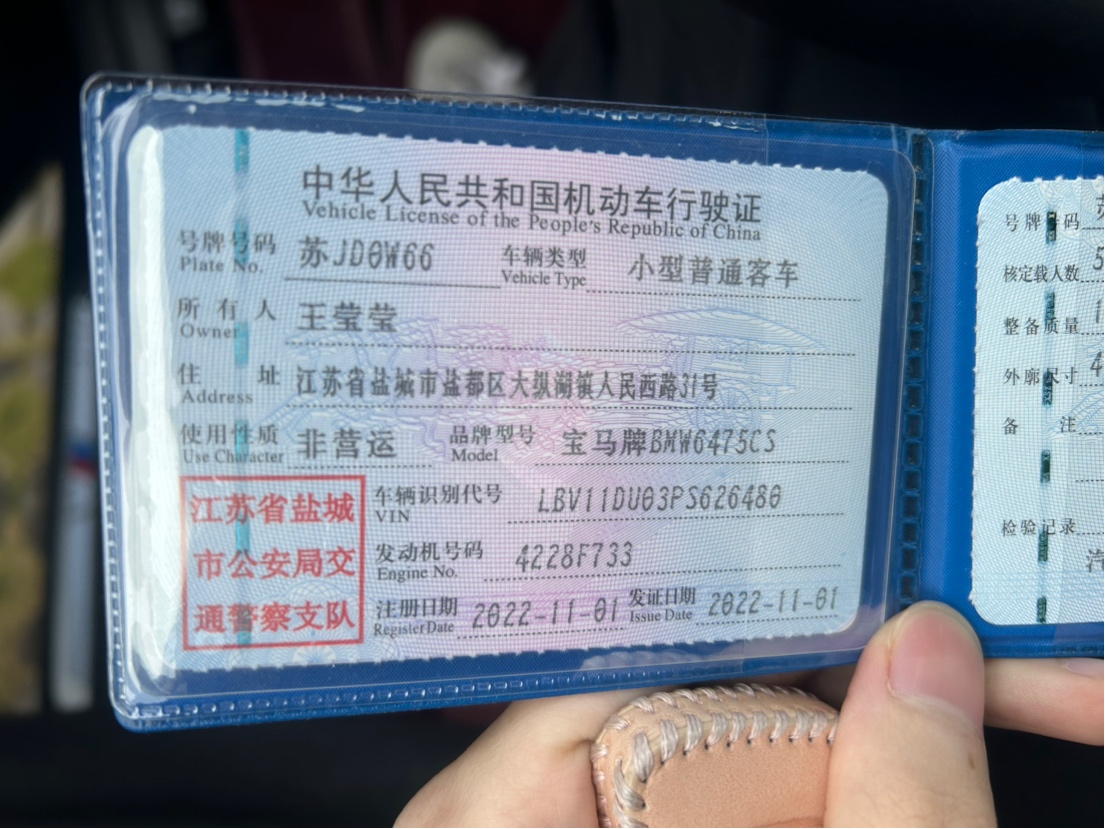 中华人民共和国机动车行驶证
Vehicle License of the People's Republic of China
号牌号码 苏JD0W66 车辆类型 小型普通客车
Plate No. Vehicle Type
所有人 王莹莹
Owner
住址 江苏省盐城市盐都区大纵湖镇人民西路31号
Address
使用性质 非营运 品牌型号 宝马牌BMW6475CS
Use Character Model
江苏省盐城
市公安局交
通警察支队
车辆识别代号 LBV11DU03PS626480
VIN
发动机号码 4228F733
Engine No.
注册日期 2022-11-01 发证日期 2022-11-01
Register Date Issue Date
号牌号码
核定载人数 5
整备质量 1
外廓尺寸 4
备注
检验记录